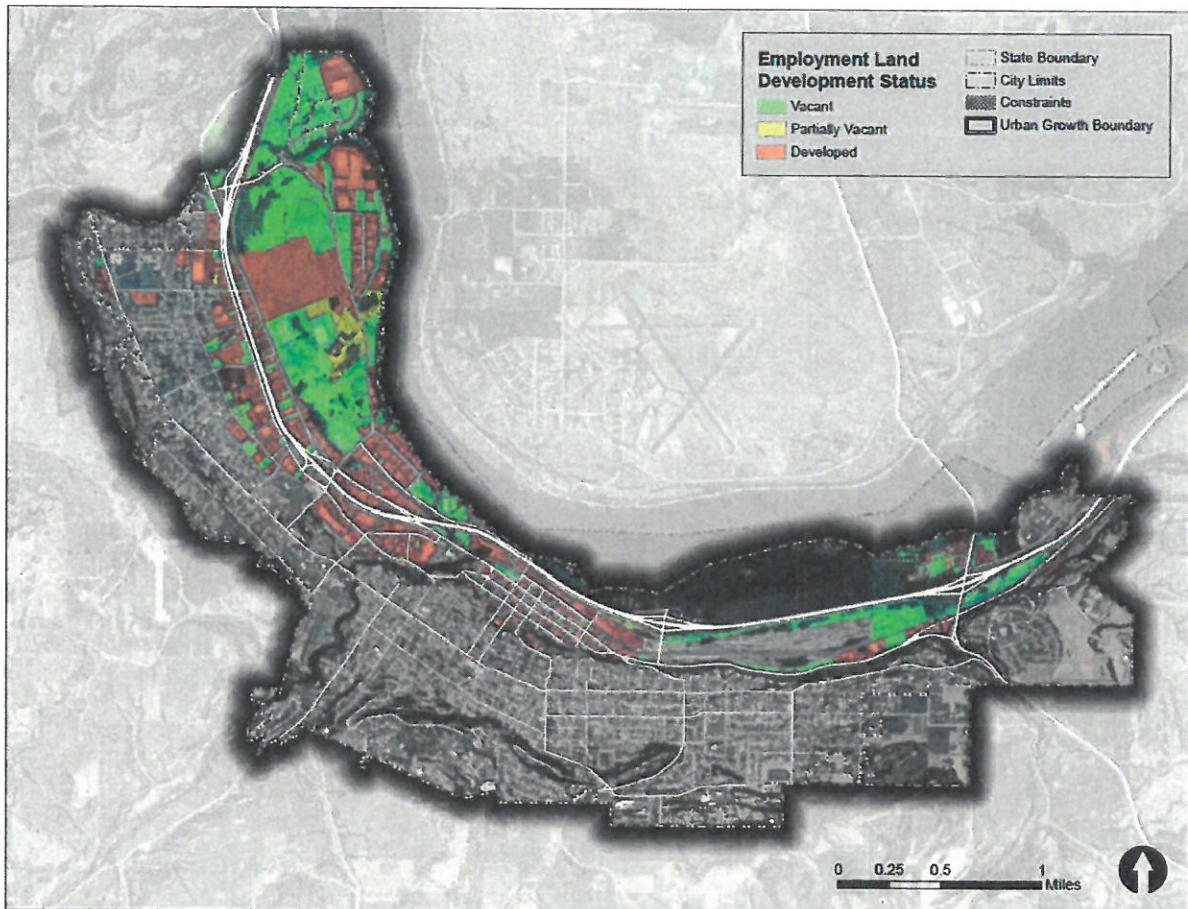 Employment Land
Development Status
Vacant
Partially Vacant
Developed
State Boundary
City Limits
Constraints
Urban Growth Boundary
0 0.25 0.5 1
Miles